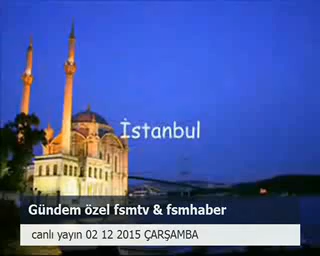 İstanbul
Gündem özel fsmtv & fsmhaber
canlı yayın 02 12 2015 ÇARŞAMBA